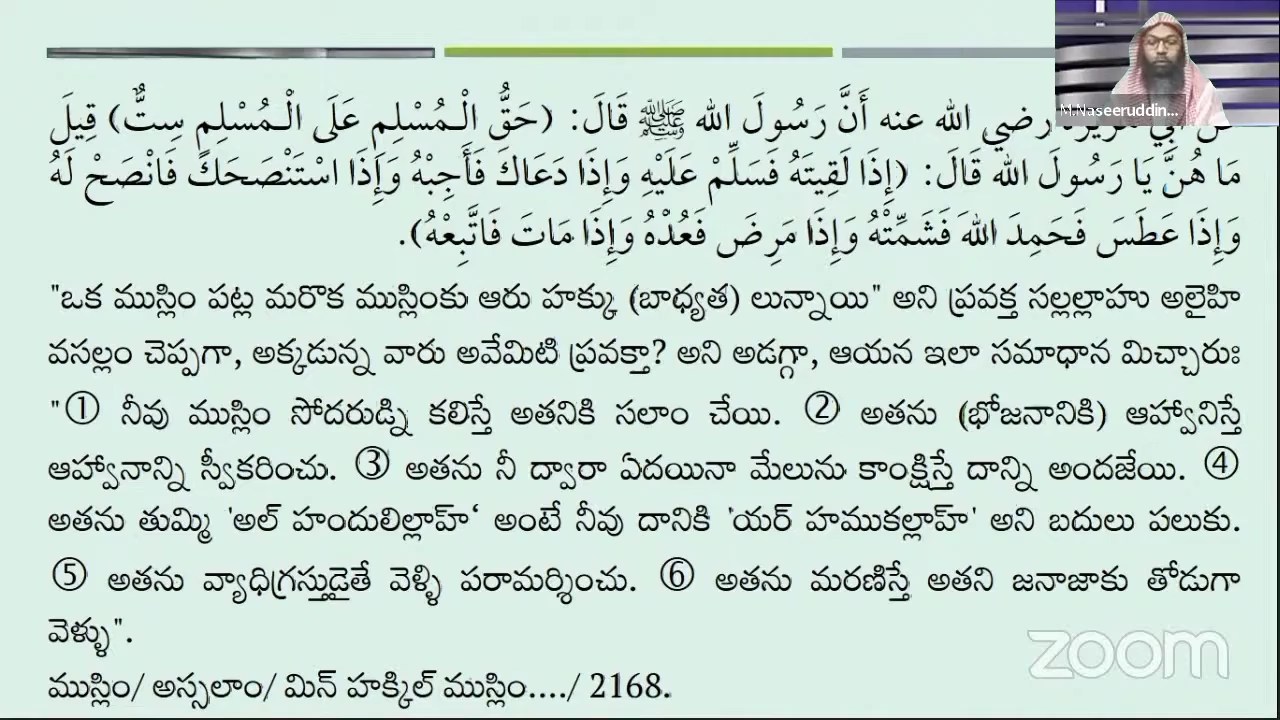 M.Naseeruddin...
رضي الله عنه أَنَّ رَسُولَ الله ﷺ قَالَ: (حَقُّ الْـمُسْلِمِ عَلَى الْـمُسْلِمِ سِتٌّ) قِيلَ
مَا هُنَّ يَا رَسُولَ الله قَالَ: (إِذَا لَقِيتَهُ فَسَلِّمْ عَلَيْهِ وَإِذَا دَعَاكَ فَأَجِبْهُ وَإِذَا اسْتَنْصَحَكَ فَانْصَحْ لَهُ
وَإِذَا عَطَسَ فَحَمِدَ اللهَ فَشَمِّتْهُ وَإِذَا مَرِضَ فَعُدْهُ وَإِذَا مَاتَ فَاتَّبِعْهُ).
"ఒక ముస్లిం పట్ల మరొక ముస్లింకు ఆరు హక్కు (బాధ్యత) లున్నాయి" అని ప్రవక్త సల్లల్లాహు అలైహి
వసల్లం చెప్పగా, అక్కడున్న వారు అవేమిటి ప్రవక్తా? అని అడగ్గా, ఆయన ఇలా సమాధాన మిచ్చారుః
"① నీవు ముస్లిం సోదరుడ్ని కలిస్తే అతనికి సలాం చేయి. ② అతను (భోజనానికి) ఆహ్వానిస్తే
ఆహ్వానాన్ని స్వీకరించు. ③ అతను నీ ద్వారా ఏదయినా మేలును కాంక్షిస్తే దాన్ని అందజేయి. ④
అతను తుమ్మి 'అల్ హందులిల్లాహ్‘ అంటే నీవు దానికి 'యర్ హముకల్లాహ్' అని బదులు పలుకు.
⑤ అతను వ్యాధిగ్రస్తుడైతే వెళ్ళి పరామర్శించు. ⑥ అతను మరణిస్తే అతని జనాజాకు తోడుగా
వెళ్ళు".
ముస్లిం/ అస్సలాం/ మిన్ హక్కిల్ ముస్లిం..../ 2168.
zoom